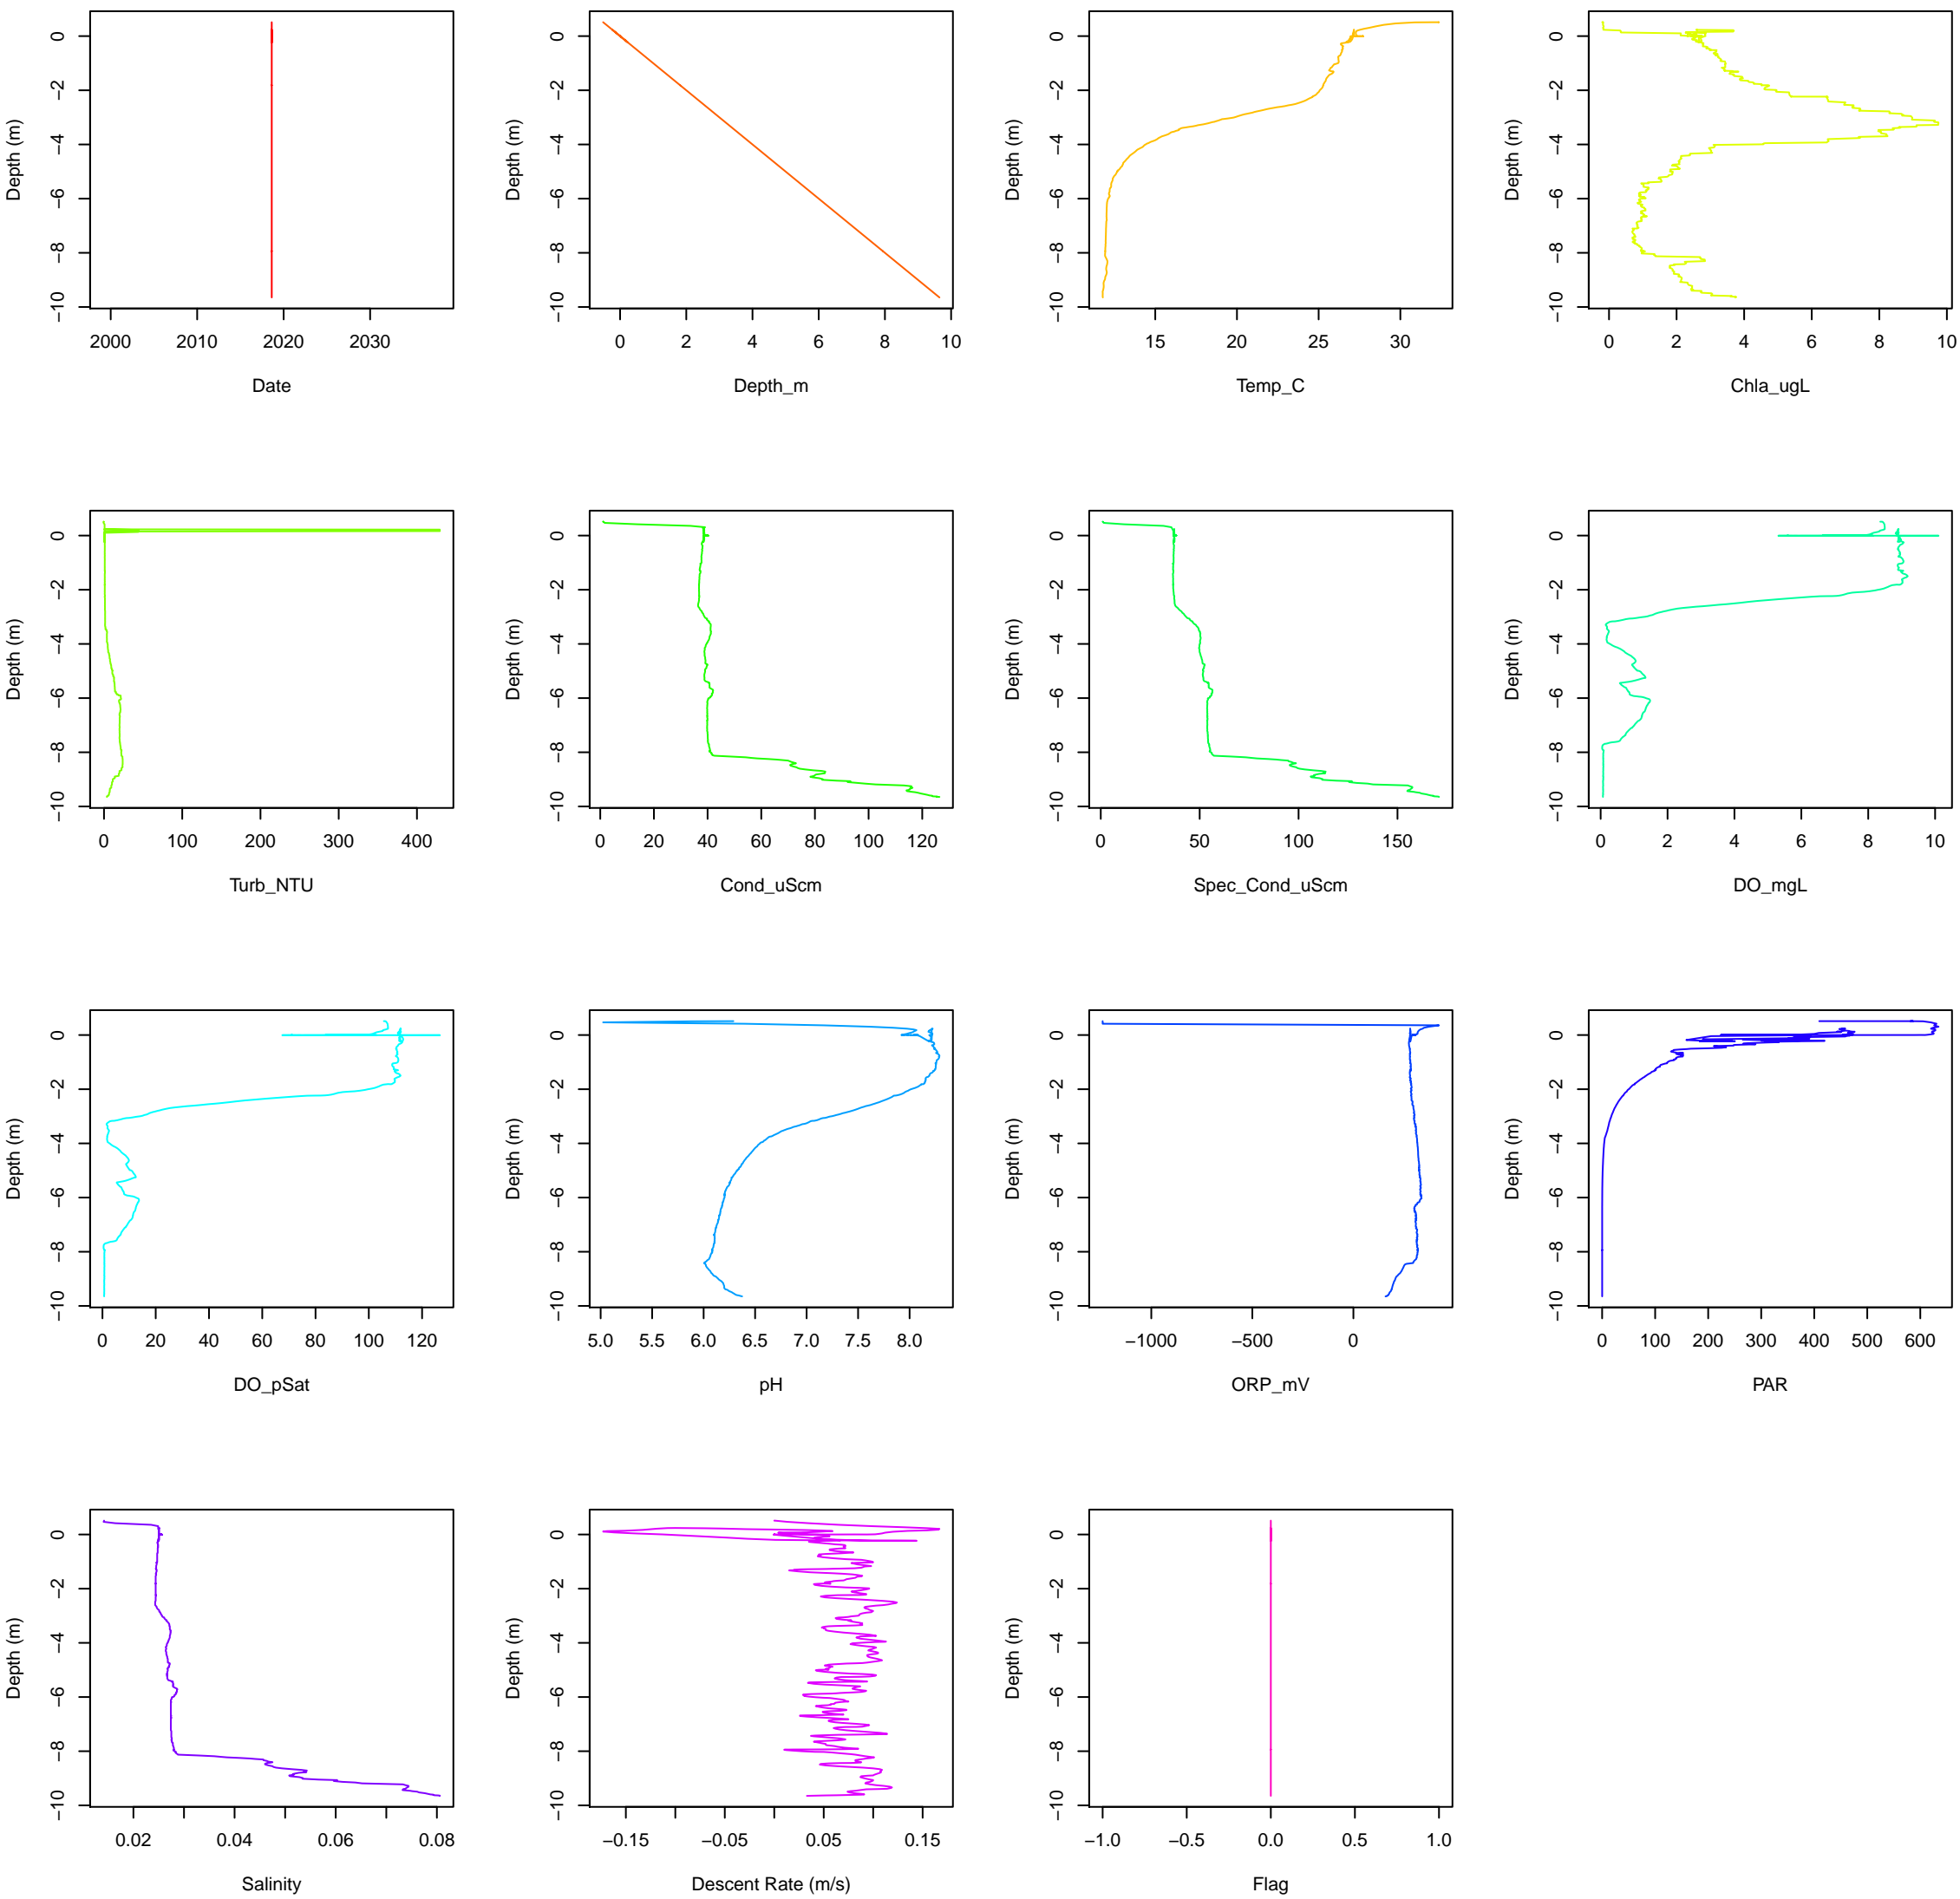 Depth (m)
0
−2
−4
−6
−8
−10
2000 2010 2020 2030
Date
Depth (m)
0
−2
−4
−6
−8
−10
0 2 4 6 8 10
Depth_m
Depth (m)
0
−2
−4
−6
−8
−10
15 20 25 30
Temp_C
Depth (m)
0
−2
−4
−6
−8
−10
0 2 4 6 8 10
Chla_ugL
Depth (m)
0
−2
−4
−6
−8
−10
0 100 200 300 400
Turb_NTU
Depth (m)
0
−2
−4
−6
−8
−10
0 20 40 60 80 100 120
Cond_uScm
Depth (m)
0
−2
−4
−6
−8
−10
0 50 100 150
Spec_Cond_uScm
Depth (m)
0
−2
−4
−6
−8
−10
0 2 4 6 8 10
DO_mgL
Depth (m)
0
−2
−4
−6
−8
−10
0 20 40 60 80 100 120
DO_pSat
Depth (m)
0
−2
−4
−6
−8
−10
5.0 5.5 6.0 6.5 7.0 7.5 8.0
pH
Depth (m)
0
−2
−4
−6
−8
−10
−1000 −500 0
ORP_mV
Depth (m)
0
−2
−4
−6
−8
−10
0 100 200 300 400 500 600
PAR
Depth (m)
0
−2
−4
−6
−8
−10
0.02 0.04 0.06 0.08
Salinity
Depth (m)
0
−2
−4
−6
−8
−10
−0.15 −0.05 0.05 0.15
Descent Rate (m/s)
Depth (m)
0
−2
−4
−6
−8
−10
−1.0 −0.5 0.0 0.5 1.0
Flag